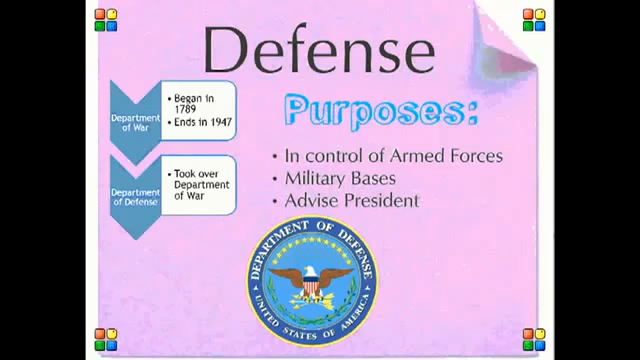 Defense
Department
of War
• Began in
1789
• Ends in 1947
Department
of Defense
• Took over
Department
of War
Purposes:
• In control of Armed Forces
• Military Bases
• Advise President
DEPARTMENT OF DEFENSE
UNITED STATES OF AMERICA